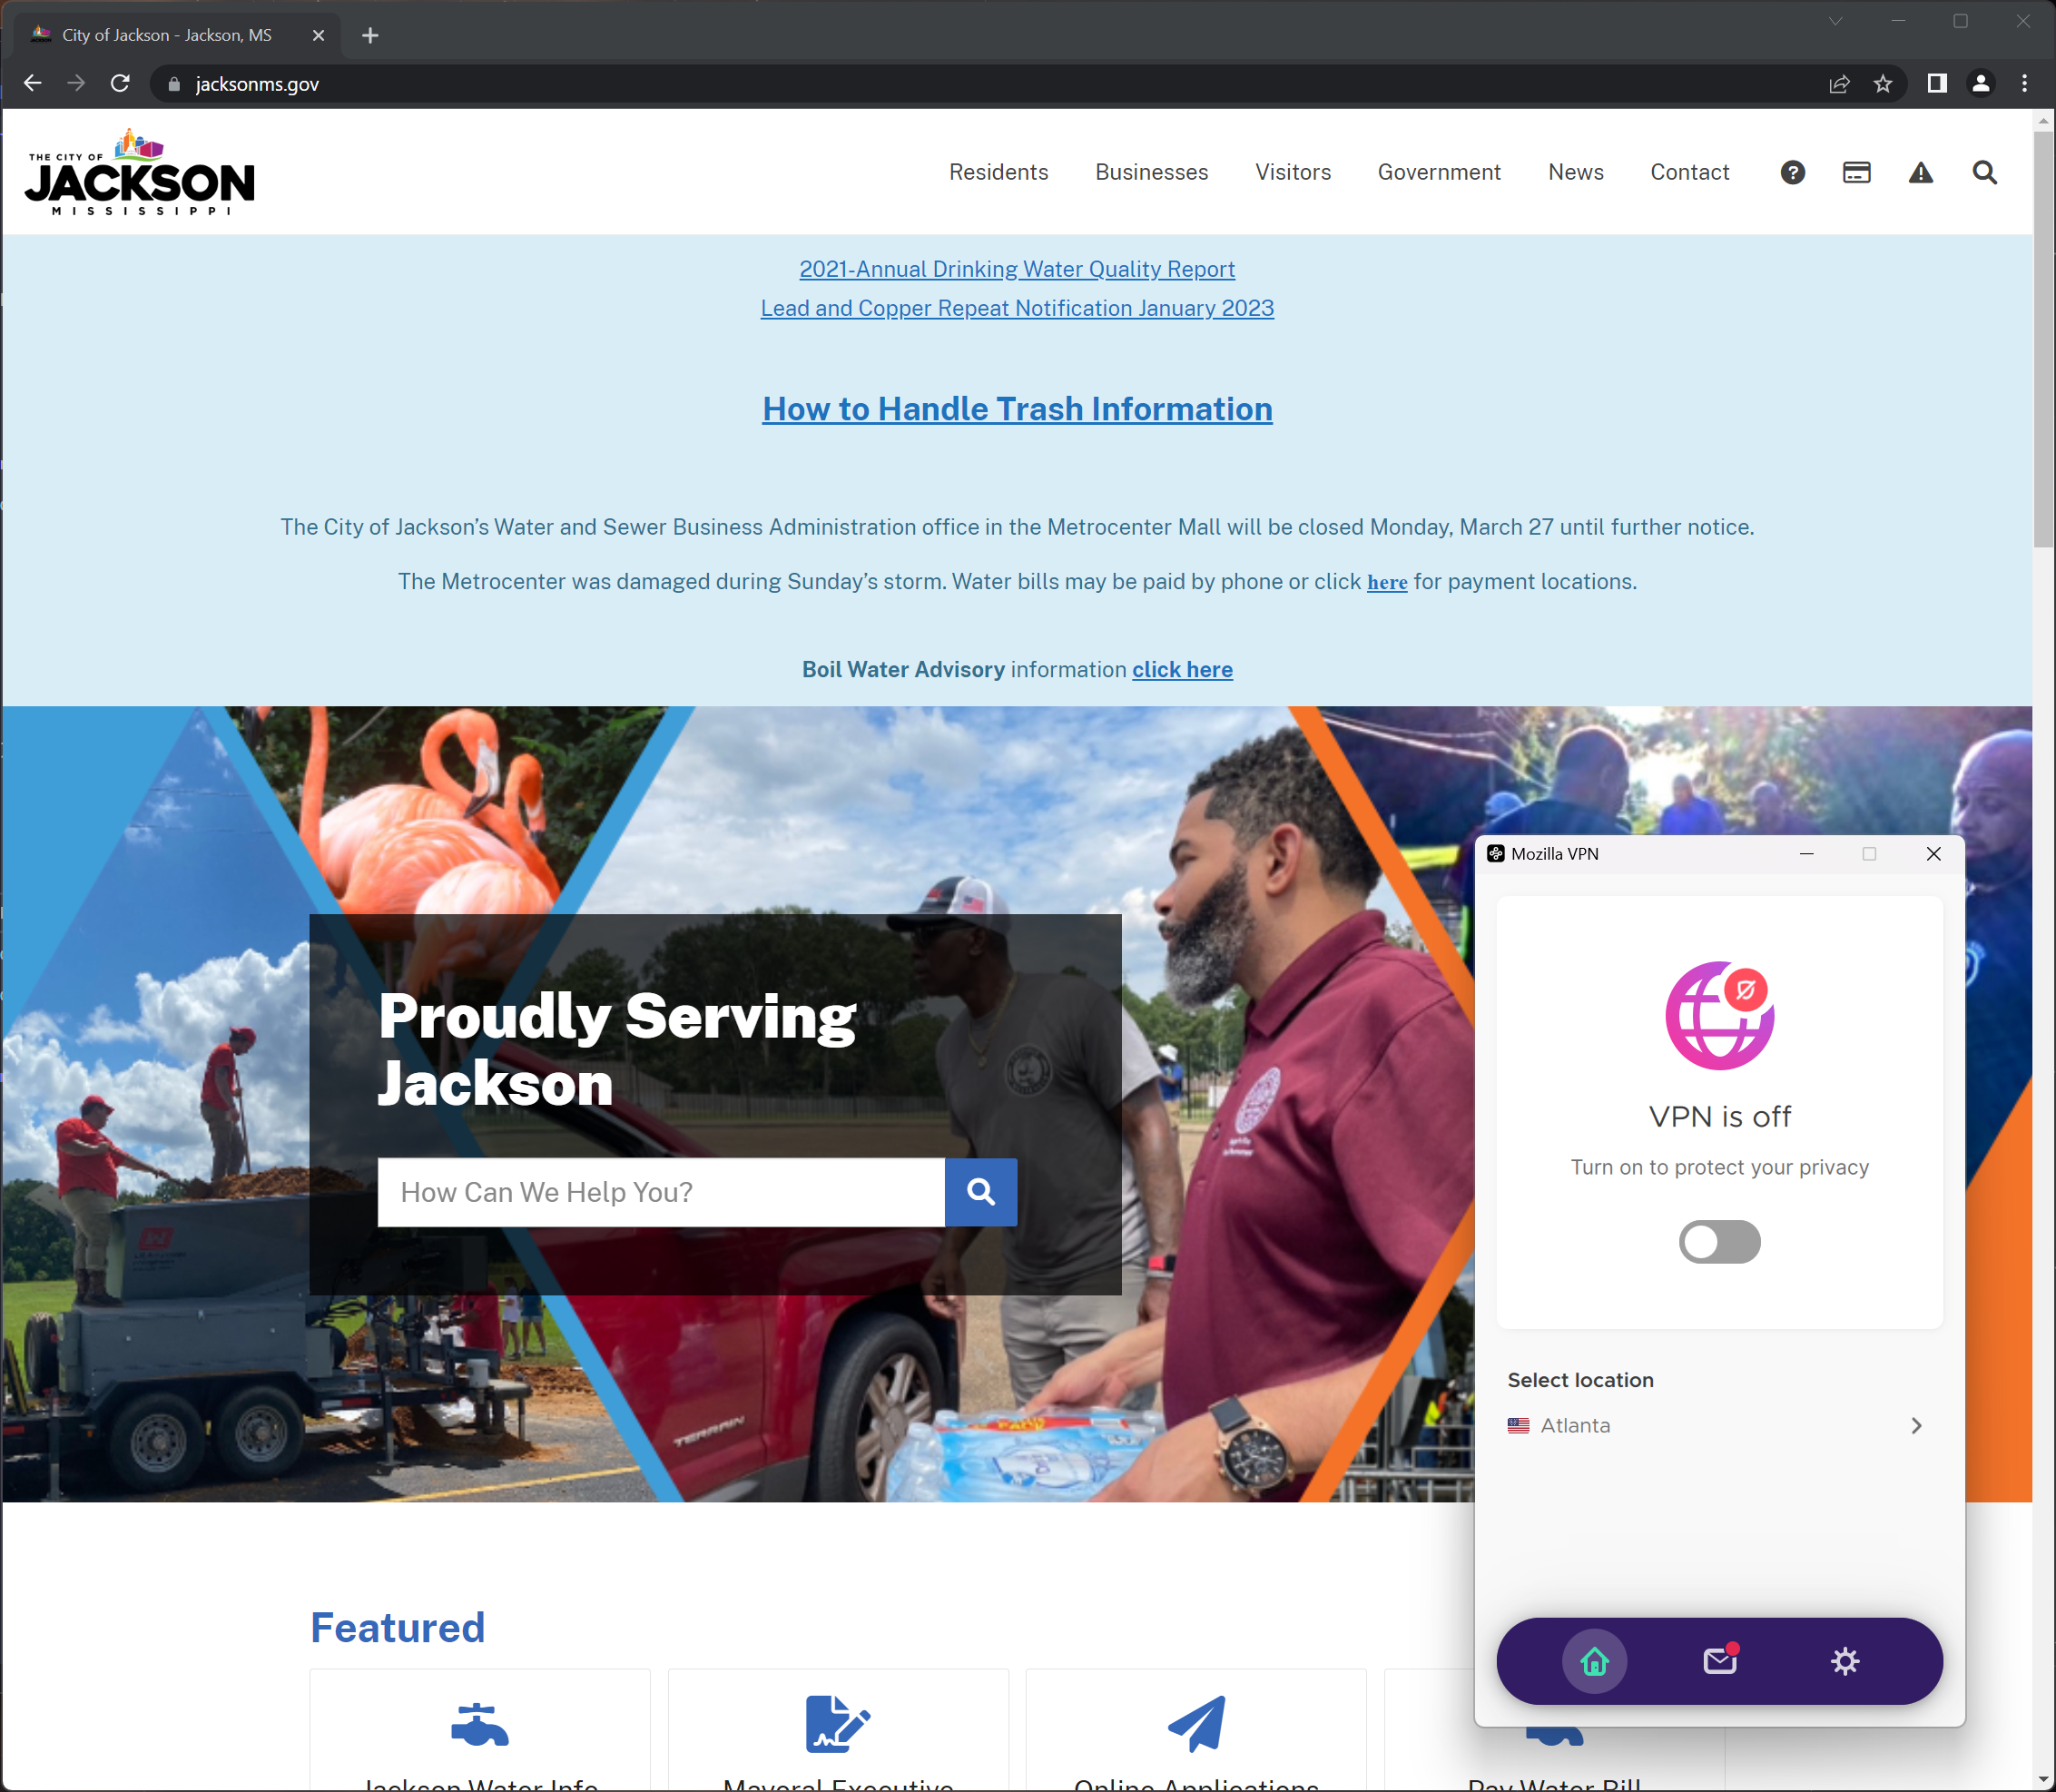 City of Jackson - Jackson, MS
jacksonms.gov
THE CITY OF
JACKSON
MISSISSIPPI
Residents
Businesses
Visitors
Government
News
Contact
2021-Annual Drinking Water Quality Report
Lead and Copper Repeat Notification January 2023
How to Handle Trash Information
The City of Jackson’s Water and Sewer Business Administration office in the Metrocenter Mall will be closed Monday, March 27 until further notice.
The Metrocenter was damaged during Sunday’s storm. Water bills may be paid by phone or click here for payment locations.
Boil Water Advisory information click here
Proudly Serving
Jackson
How Can We Help You?
TERRAIN
Mozilla VPN
VPN is off
Turn on to protect your privacy
Select location
Atlanta
Featured
Jackson Water Info
Mayoral Executive
Online Applications
Pay Water Bill